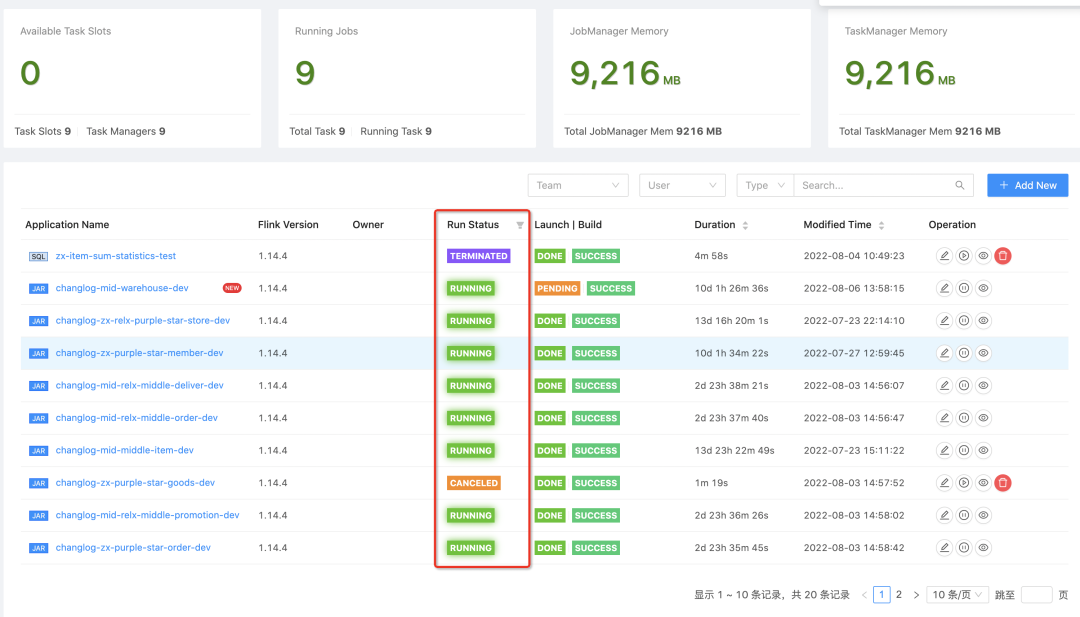 Available Task Slots Running Jobs JobManager Memory TaskManager Memory
0 9 9,216 MB 9,216 MB
Task Slots 9 Task Managers 9 Total Task 9 Running Task 9 Total JobManager Mem 9216 MB Total TaskManager Mem 9216 MB
Team User Type Search... + Add New
Application Name Flink Version Owner Run Status Launch | Build Duration Modified Time Operation
SQL zx-item-sum-statistics-test 1.14.4 TERMINATED DONE SUCCESS 4m 58s 2022-08-04 10:49:23
JAR changlog-mid-warehouse-dev NEW 1.14.4 RUNNING PENDING SUCCESS 10d 1h 26m 36s 2022-08-06 13:58:15
JAR changlog-zx-relx-purple-star-store-dev 1.14.4 RUNNING DONE SUCCESS 13d 16h 20m 1s 2022-07-23 22:14:10
JAR changlog-zx-purple-star-member-dev 1.14.4 RUNNING DONE SUCCESS 10d 1h 34m 22s 2022-07-27 12:59:45
JAR changlog-mid-relx-middle-deliver-dev 1.14.4 RUNNING DONE SUCCESS 2d 23h 38m 21s 2022-08-03 14:56:07
JAR changlog-mid-relx-middle-order-dev 1.14.4 RUNNING DONE SUCCESS 2d 23h 37m 40s 2022-08-03 14:56:47
JAR changlog-mid-middle-item-dev 1.14.4 RUNNING DONE SUCCESS 13d 23h 22m 49s 2022-07-23 15:11:22
JAR changlog-zx-purple-star-goods-dev 1.14.4 CANCELED DONE SUCCESS 1m 19s 2022-08-03 14:57:52
JAR changlog-mid-relx-middle-promotion-dev 1.14.4 RUNNING DONE SUCCESS 2d 23h 36m 26s 2022-08-03 14:58:02
JAR changlog-zx-purple-star-order-dev 1.14.4 RUNNING DONE SUCCESS 2d 23h 35m 45s 2022-08-03 14:58:42
显示 1 ~ 10 条记录，共 20 条记录 < 1 2 > 10 条/页 跳至 页